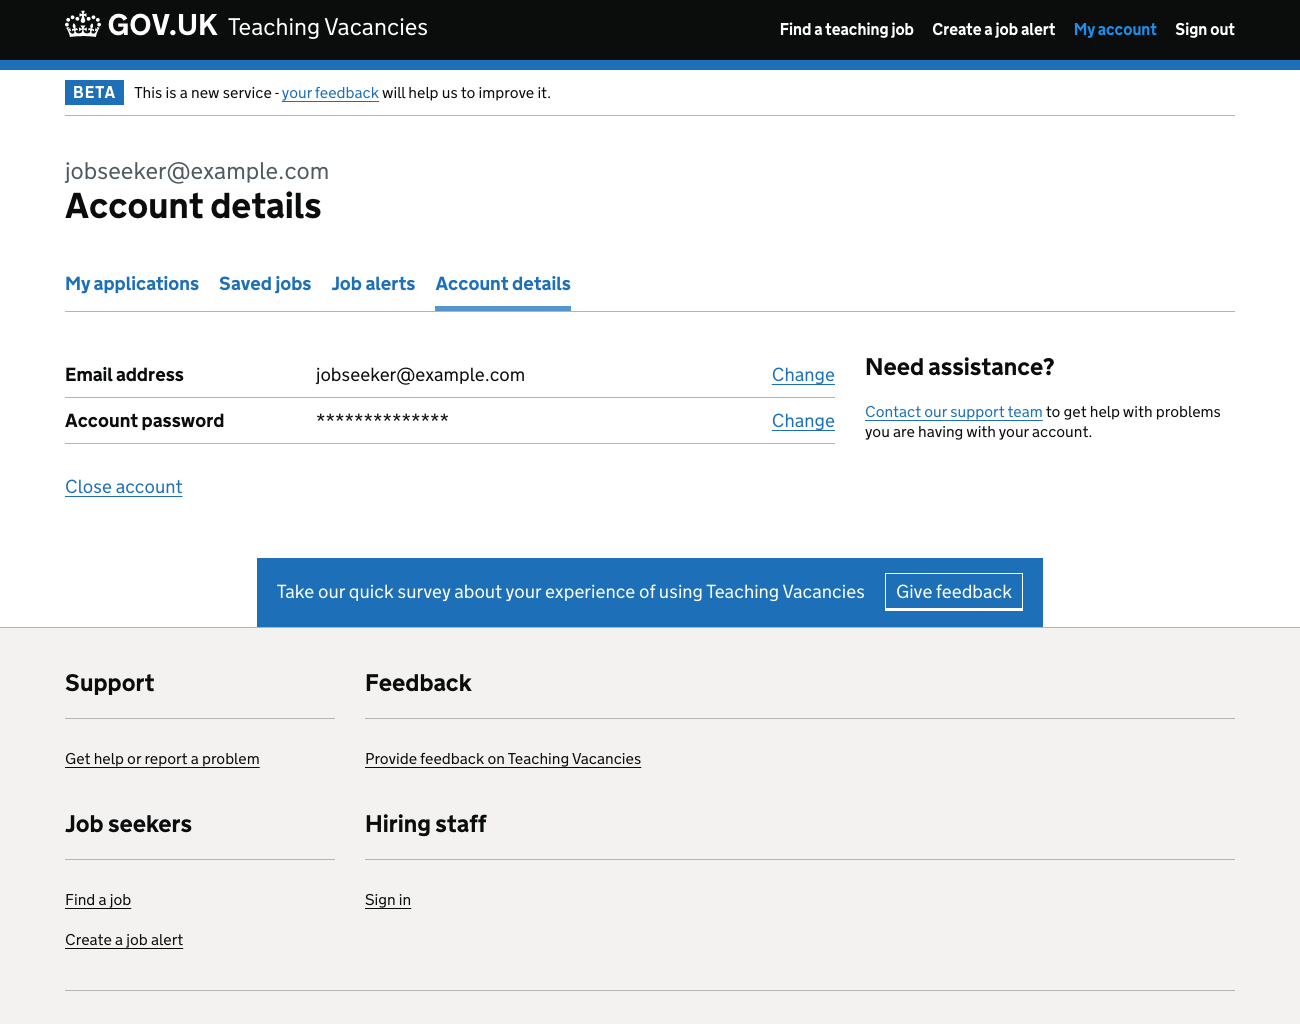 GOV.UK Teaching Vacancies
Find a teaching job Create a job alert My account Sign out
BETA This is a new service - your feedback will help us to improve it.
jobseeker@example.com
Account details
My applications Saved jobs Job alerts Account details
Email address jobseeker@example.com Change
Account password ************** Change
Close account
Need assistance?
Contact our support team to get help with problems
you are having with your account.
Take our quick survey about your experience of using Teaching Vacancies Give feedback
Support
Get help or report a problem
Feedback
Provide feedback on Teaching Vacancies
Job seekers
Find a job
Create a job alert
Hiring staff
Sign in